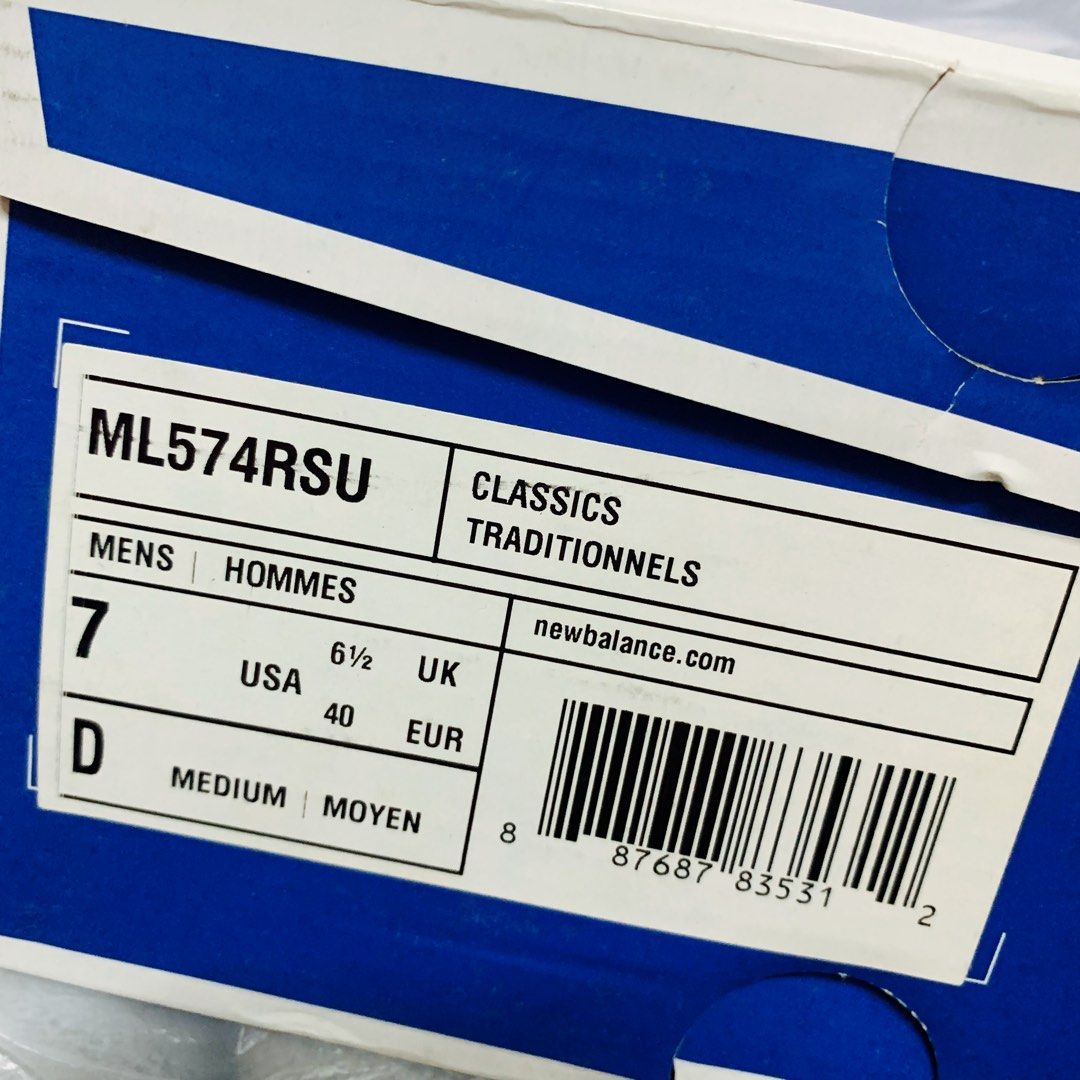 ML574RSU
CLASSICS
TRADITIONNELS
MENS | HOMMES
7
USA
6½ UK
40 EUR
newbalance.com
D
MEDIUM | MOYEN
8 87687 83531 2